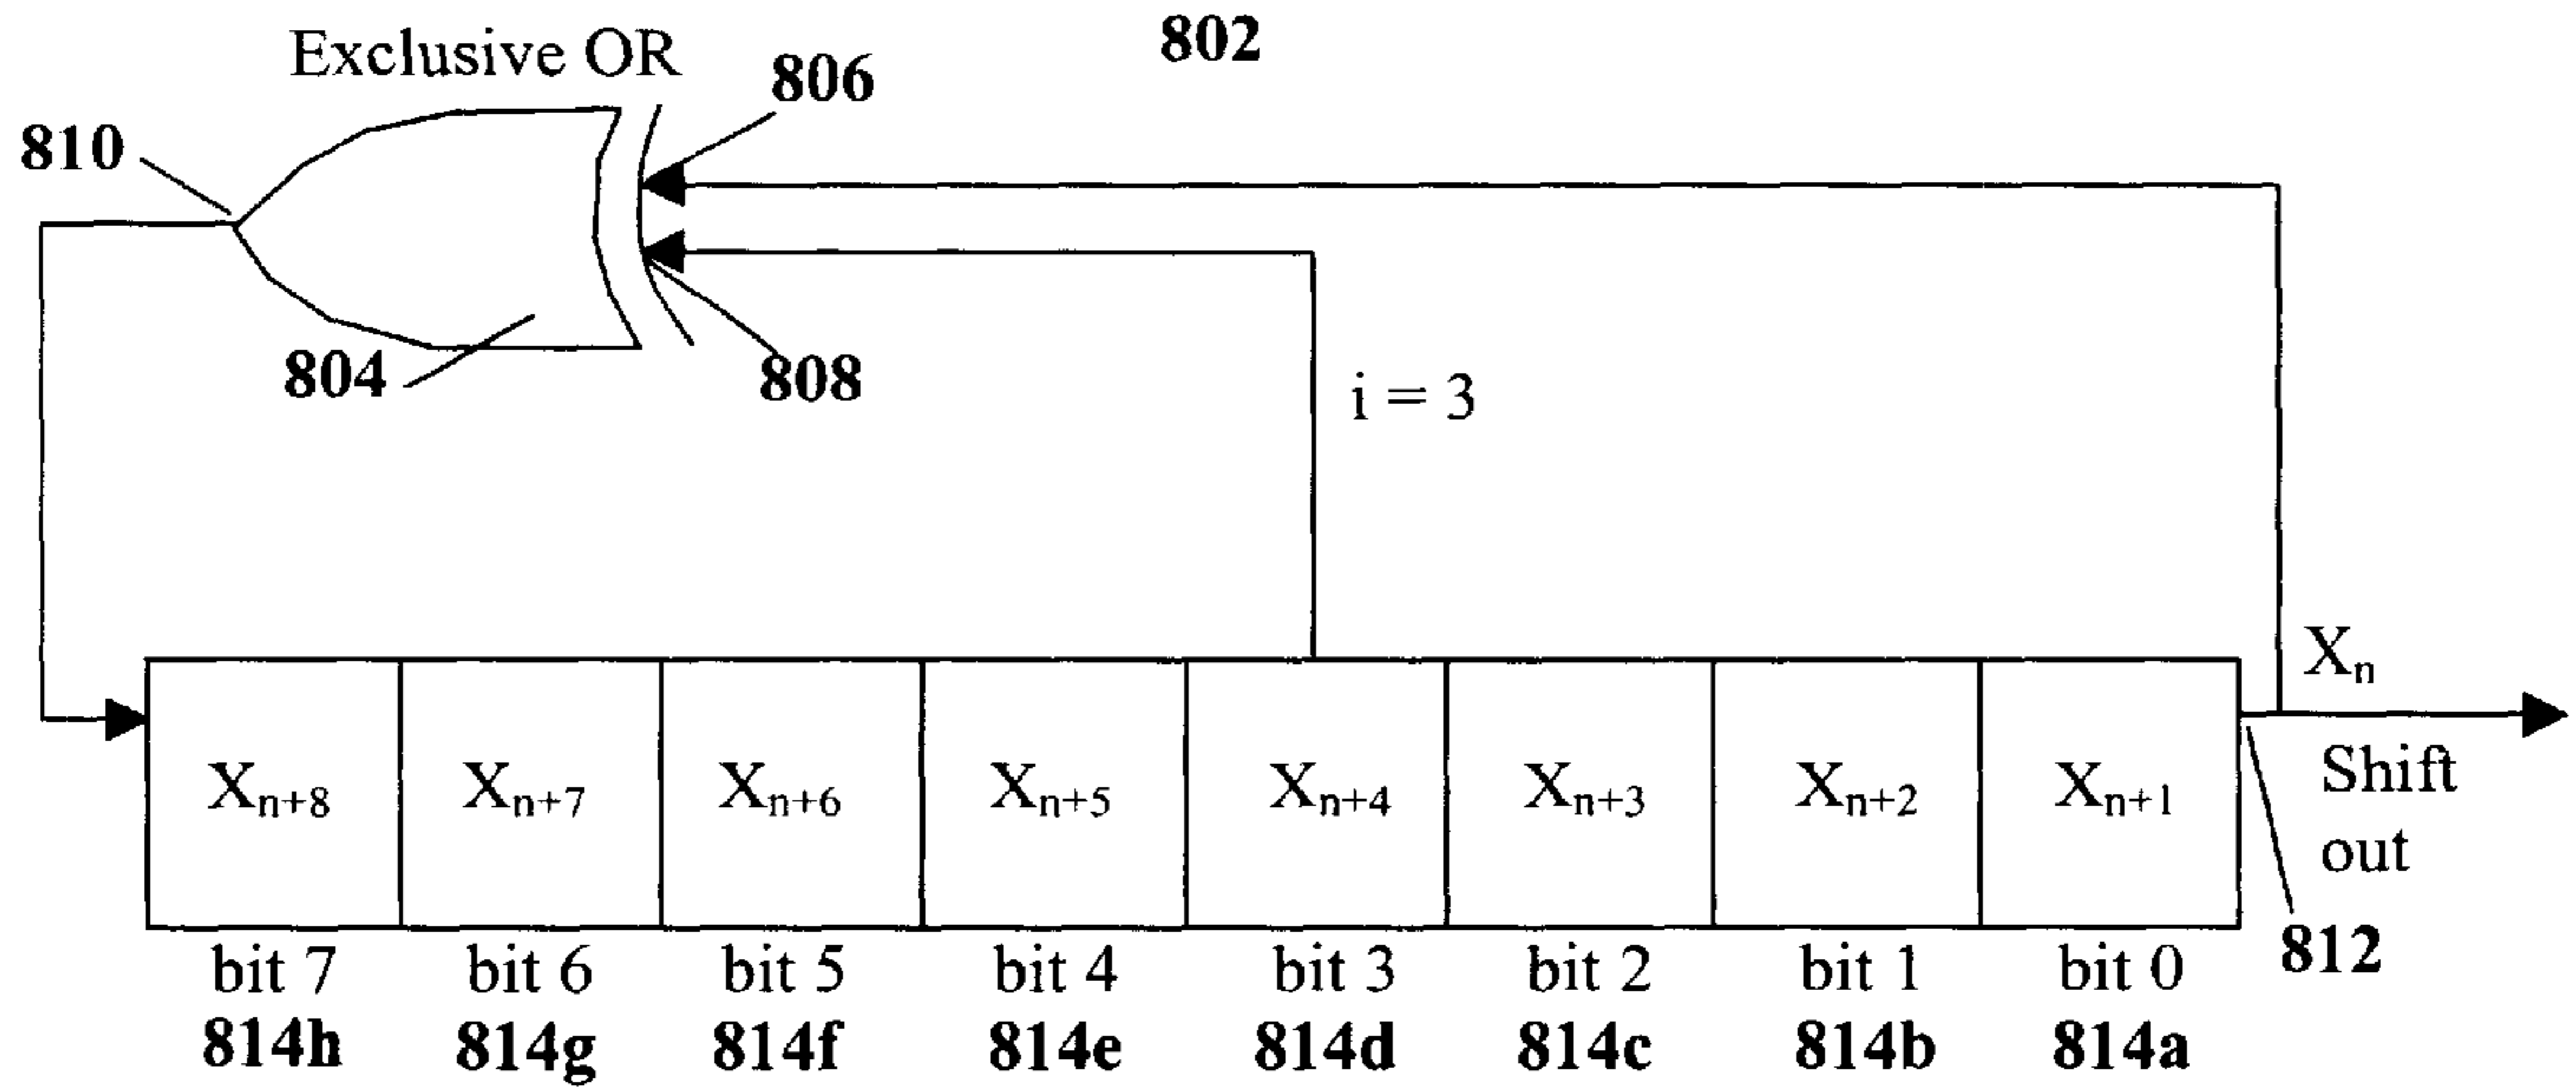 802
Exclusive OR
806
810
804
808
i = 3
Xn
Xn+8 Xn+7 Xn+6 Xn+5 Xn+4 Xn+3 Xn+2 Xn+1
Shift
out
812
bit 7 bit 6 bit 5 bit 4 bit 3 bit 2 bit 1 bit 0
814h 814g 814f 814e 814d 814c 814b 814a